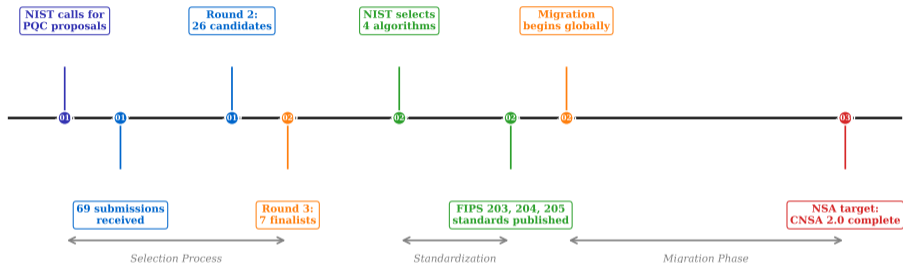 NIST calls for
PQC proposals
Round 2:
26 candidates
NIST selects
4 algorithms
Migration
begins globally
01
01
01
02
02
02
02
03
69 submissions
received
Round 3:
7 finalists
FIPS 203, 204, 205
standards published
NSA target:
CNSA 2.0 complete
Selection Process
Standardization
Migration Phase